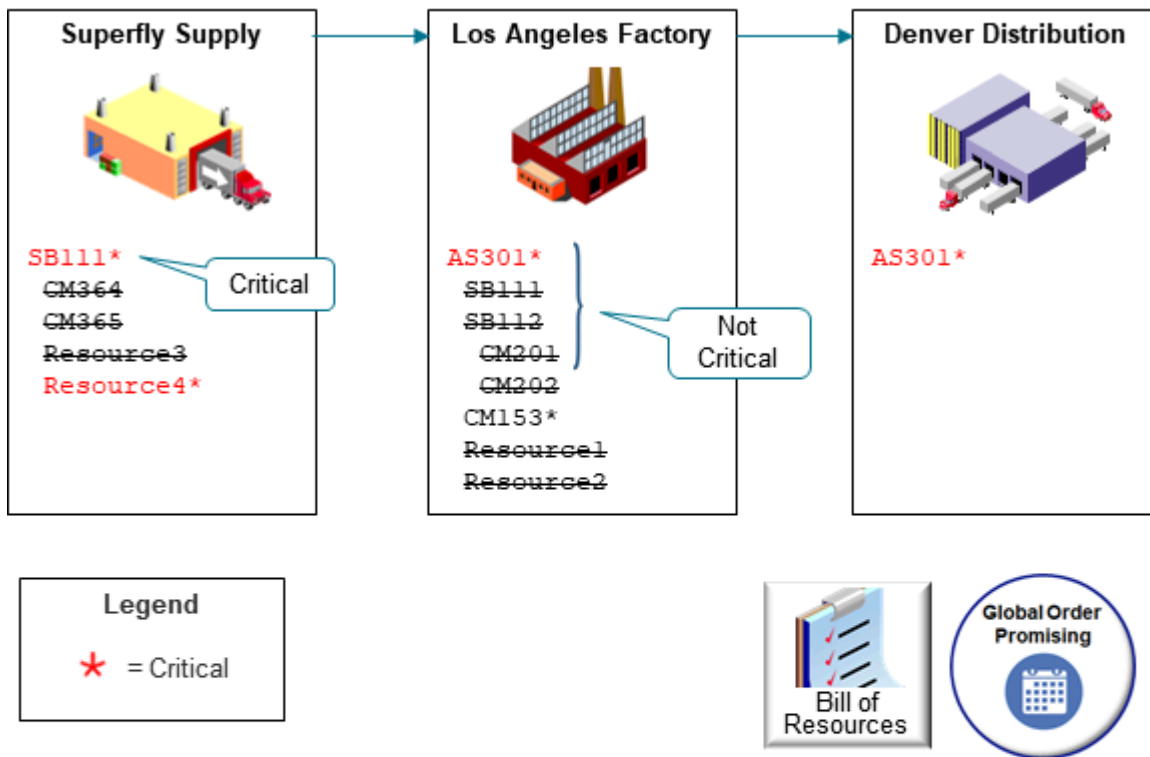 Superfly Supply
SB111*
CM364
CM365
Resource3
Resource4*
Critical
Los Angeles Factory
AS301*
SB111
SB112
CM201
CM202
CM153*
Resource1
Resource2
Not
Critical
Denver Distribution
AS301*
Legend
* = Critical
Bill of
Resources
Global Order
Promising